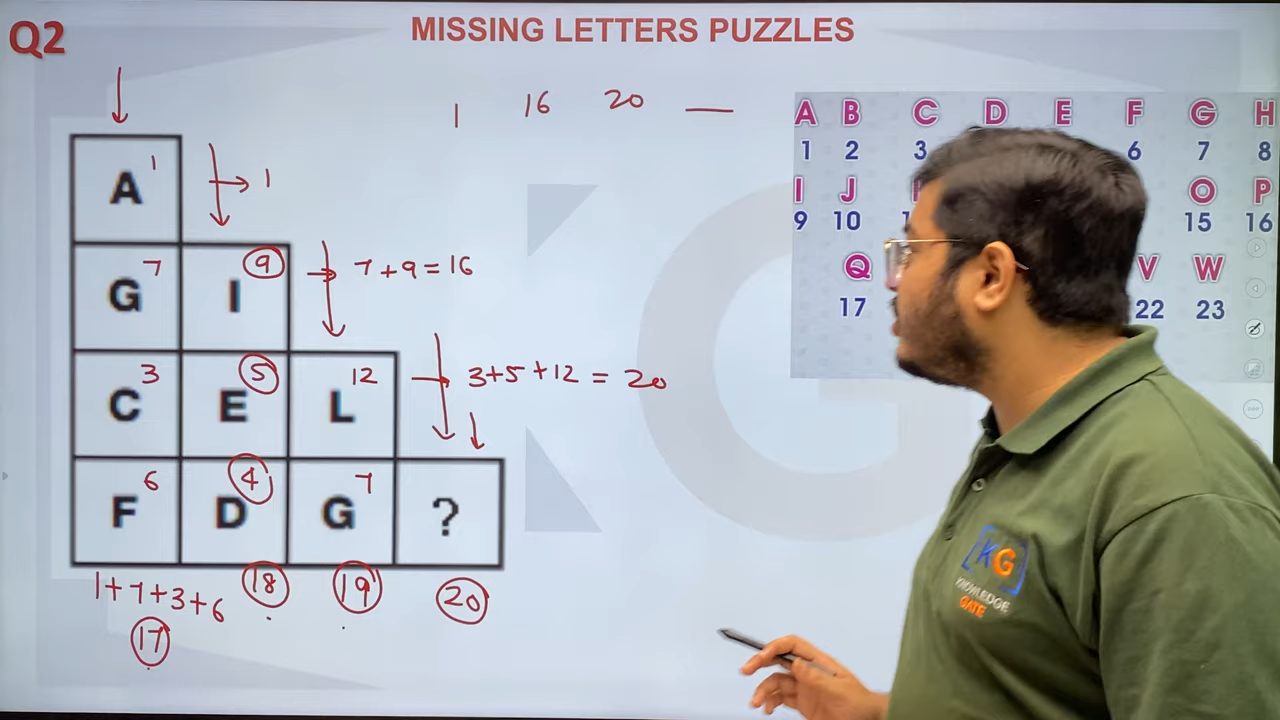 Q2
MISSING LETTERS PUZZLES
1 16 20 __
A B C D E F G H
1 2 3 6 7 8
I J O P
9 10 15 16
Q V W
17 22 23
A 1
→ 1
G 7 I 9
→ 7+9=16
C 3 E 5 L 12
→ 3+5+12=20
F 6 D 4 G 7 ?
1+7+3+6 18 19 20
17
KG
KNOWLEDGE
GATE